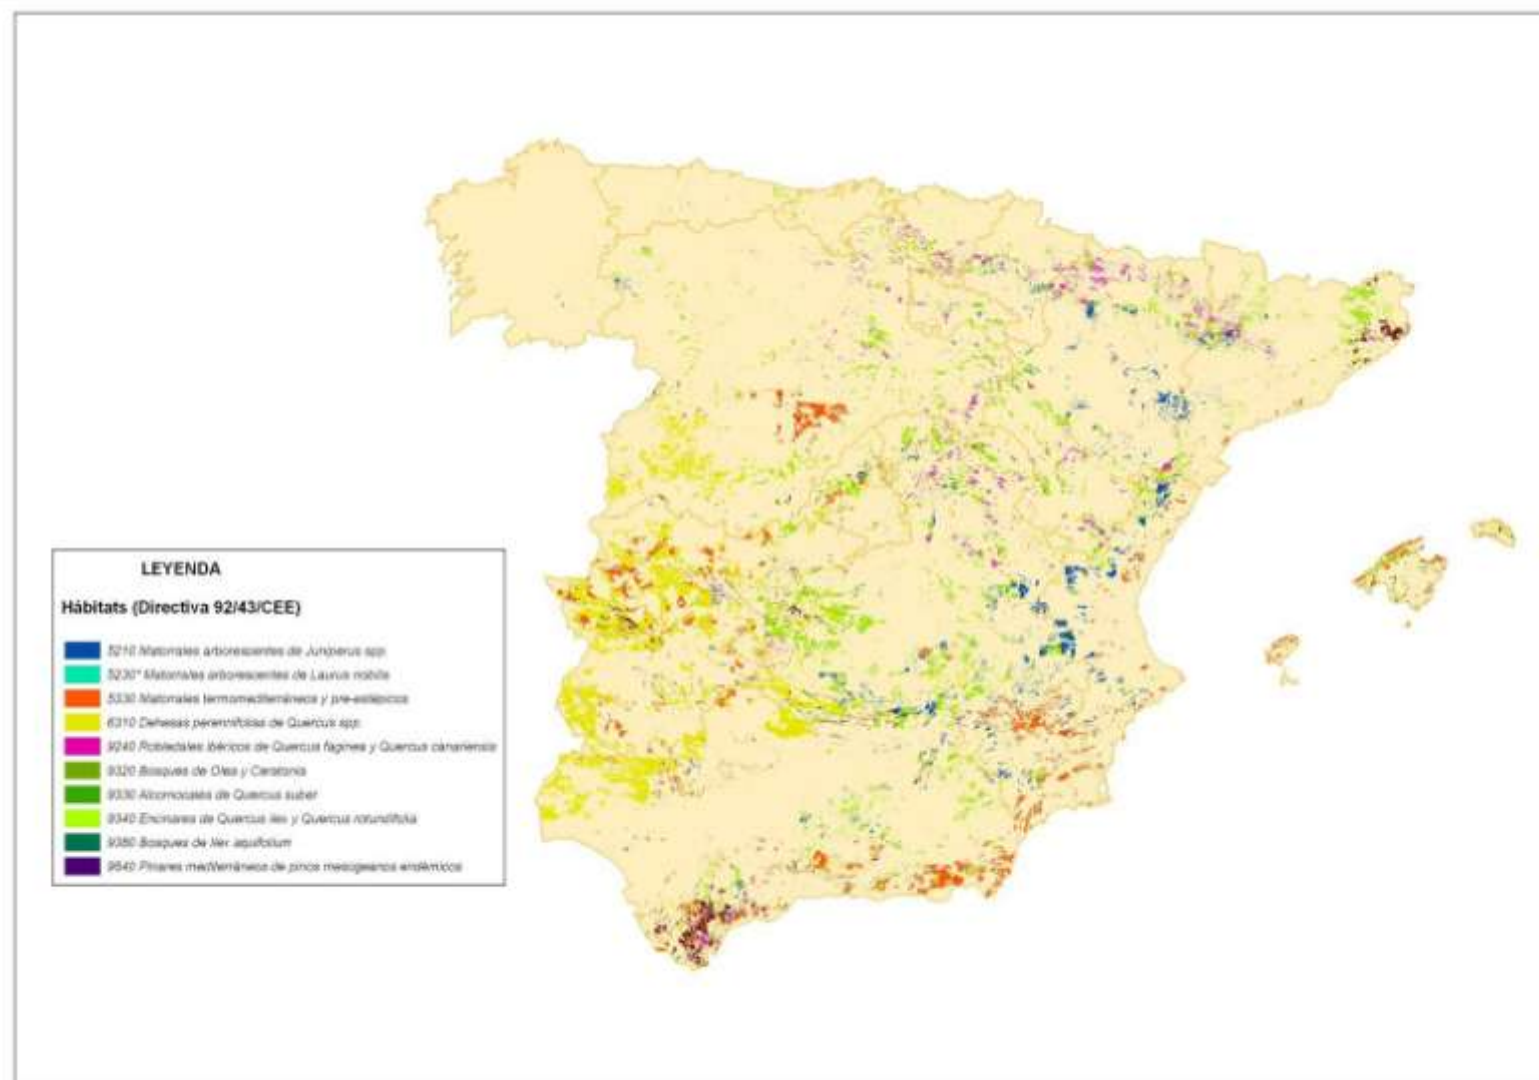 LEYENDA
Hábitats (Directiva 92/43/CEE)
5210 Matorrales arborescentes de Juniperus spp
5230* Matorrales arborescentes de Laurus nobilis
5330 Matorrales termomediterráneos y pre-estépicos
6310 Dehesas perennifolias de Quercus spp
9240 Robledales ibéricos de Quercus faginea y Quercus canariensis
9320 Bosques de Olea y Ceratonia
9330 Alcornocales de Quercus suber
9340 Encinares de Quercus ilex y Quercus rotundifolia
9380 Bosques de Ilex aquifolium
9540 Pinares mediterráneos de pinos mesogeanos endémicos